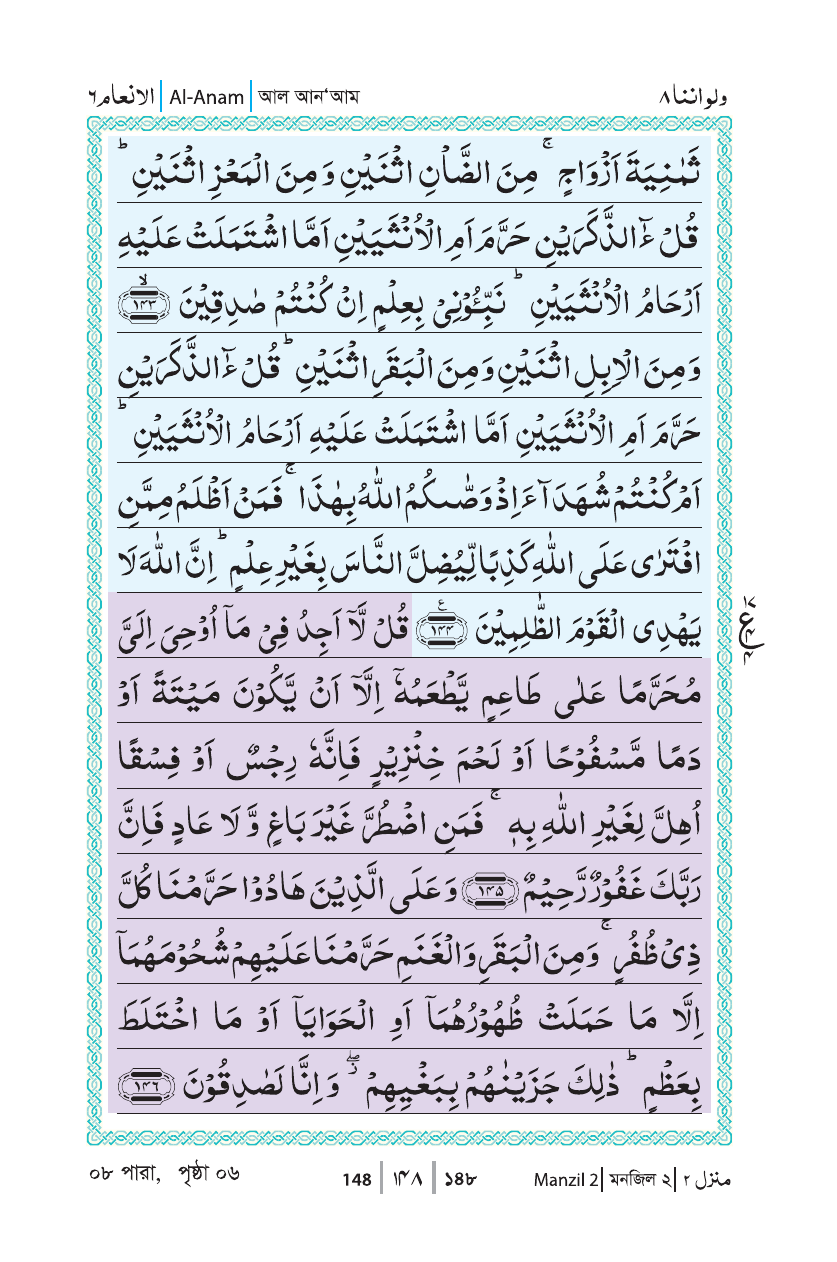 الانعام٦ | Al-Anam | আল আন‘আম ولواننا٨
ثَمٰنِیَةَ اَزْوَاجٍ ۚ مِنَ الضَّاْنِ اثْنَیْنِ وَ مِنَ الْمَعْزِ اثْنَیْنِ ؕ
قُلْ ءٰٓالذَّكَرَیْنِ حَرَّمَ اَمِ الْاُنْثَیَیْنِ اَمَّا اشْتَمَلَتْ عَلَیْهِ
اَرْحَامُ الْاُنْثَیَیْنِ ؕ نَبِّـُٔوْنِیْ بِعِلْمٍ اِنْ كُنْتُمْ صٰدِقِیْنَ ۙ﴿۱۴۳﴾
وَ مِنَ الْاِبِلِ اثْنَیْنِ وَ مِنَ الْبَقَرِ اثْنَیْنِ ؕ قُلْ ءٰٓالذَّكَرَیْنِ
حَرَّمَ اَمِ الْاُنْثَیَیْنِ اَمَّا اشْتَمَلَتْ عَلَیْهِ اَرْحَامُ الْاُنْثَیَیْنِ ؕ
اَمْ كُنْتُمْ شُهَدَآءَ اِذْ وَصّٰىكُمُ اللّٰهُ بِهٰذَا ۚ فَمَنْ اَظْلَمُ مِمَّنِ
افْتَرٰی عَلَی اللّٰهِ كَذِبًا لِّیُضِلَّ النَّاسَ بِغَیْرِ عِلْمٍ ؕ اِنَّ اللّٰهَ لَا
یَهْدِی الْقَوْمَ الظّٰلِمِیْنَ ﴿۱۴۴﴾ قُلْ لَّاۤ اَجِدُ فِیْ مَاۤ اُوْحِیَ اِلَیَّ
مُحَرَّمًا عَلٰی طَاعِمٍ یَّطْعَمُهٗۤ اِلَّاۤ اَنْ یَّكُوْنَ مَیْتَةً اَوْ
دَمًا مَّسْفُوْحًا اَوْ لَحْمَ خِنْزِیْرٍ فَاِنَّهٗ رِجْسٌ اَوْ فِسْقًا
اُهِلَّ لِغَیْرِ اللّٰهِ بِهٖ ۚ فَمَنِ اضْطُرَّ غَیْرَ بَاغٍ وَّ لَا عَادٍ فَاِنَّ
رَبَّكَ غَفُوْرٌ رَّحِیْمٌ ﴿۱۴۵﴾ وَ عَلَی الَّذِیْنَ هَادُوْا حَرَّمْنَا كُلَّ
ذِیْ ظُفُرٍ ۚ وَ مِنَ الْبَقَرِ وَ الْغَنَمِ حَرَّمْنَا عَلَیْهِمْ شُحُوْمَهُمَاۤ
اِلَّا مَا حَمَلَتْ ظُهُوْرُهُمَاۤ اَوِ الْحَوَایَاۤ اَوْ مَا اخْتَلَطَ
بِعَظْمٍ ؕ ذٰلِكَ جَزَیْنٰهُمْ بِبَغْیِهِمْ ۖ٘ وَ اِنَّا لَصٰدِقُوْنَ ﴿۱۴۶﴾
০৮ পারা, পৃষ্ঠা ০৬ 148 | ۱۴۸ | ১৪৮ Manzil 2 | মনজিল ২ | منزل ۲